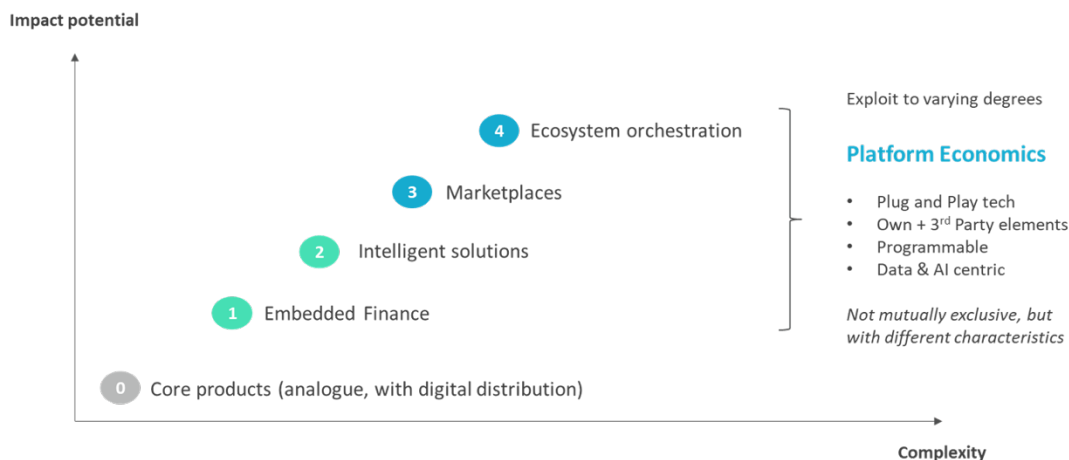 Impact potential
Exploit to varying degrees
4 Ecosystem orchestration
Platform Economics
3 Marketplaces
• Plug and Play tech
• Own + 3rd Party elements
• Programmable
• Data & AI centric
2 Intelligent solutions
1 Embedded Finance
Not mutually exclusive, but
with different characteristics
0 Core products (analogue, with digital distribution)
Complexity